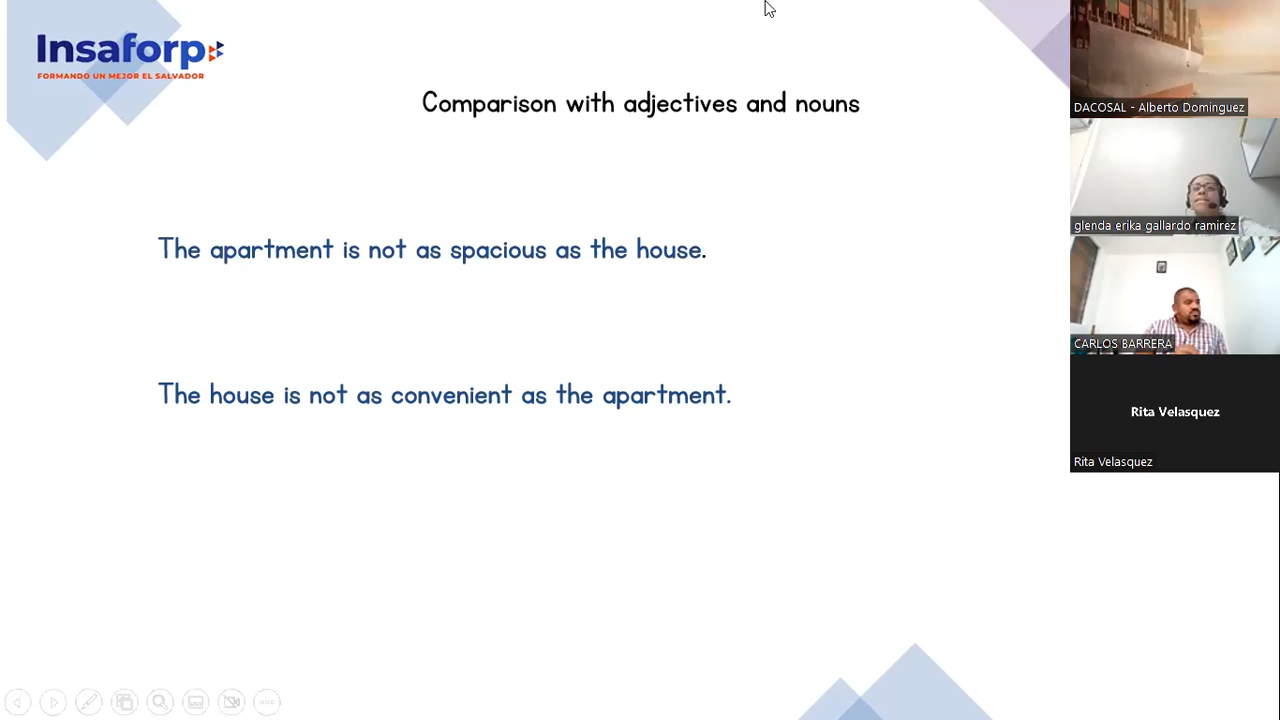 Insaforp
FORMANDO UN MEJOR EL SALVADOR
Comparison with adjectives and nouns
The apartment is not as spacious as the house.
The house is not as convenient as the apartment.
DACOSAL - Alberto Domínguez
glenda erika gallardo ramirez
CARLOS BARRERA
Rita Velasquez
Rita Velasquez